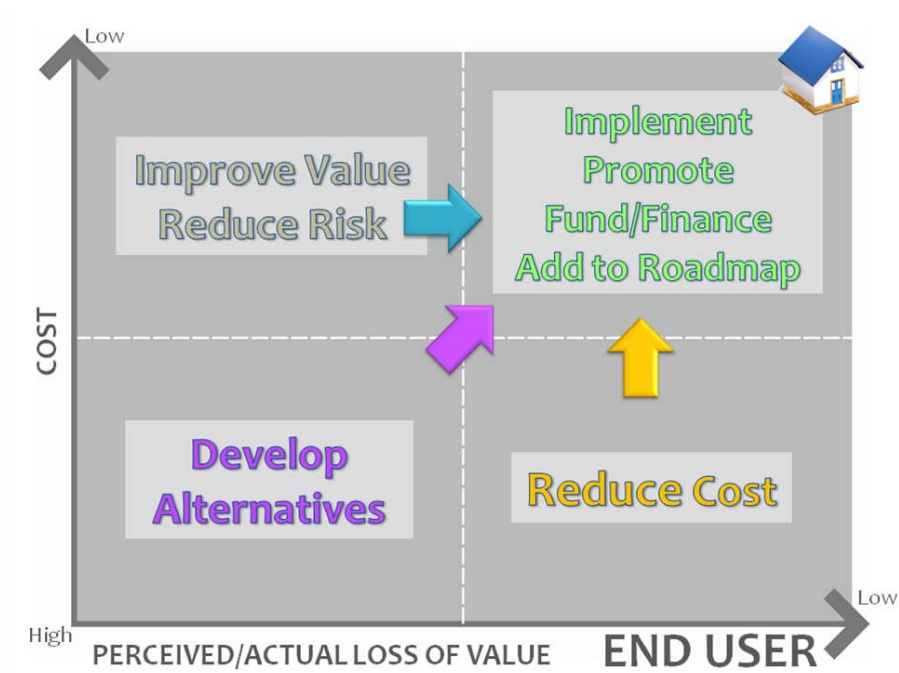 Low
Improve Value
Reduce Risk
Implement
Promote
Fund/Finance
Add to Roadmap
COST
Develop
Alternatives
Reduce Cost
Low
High
PERCEIVED/ACTUAL LOSS OF VALUE
END USER